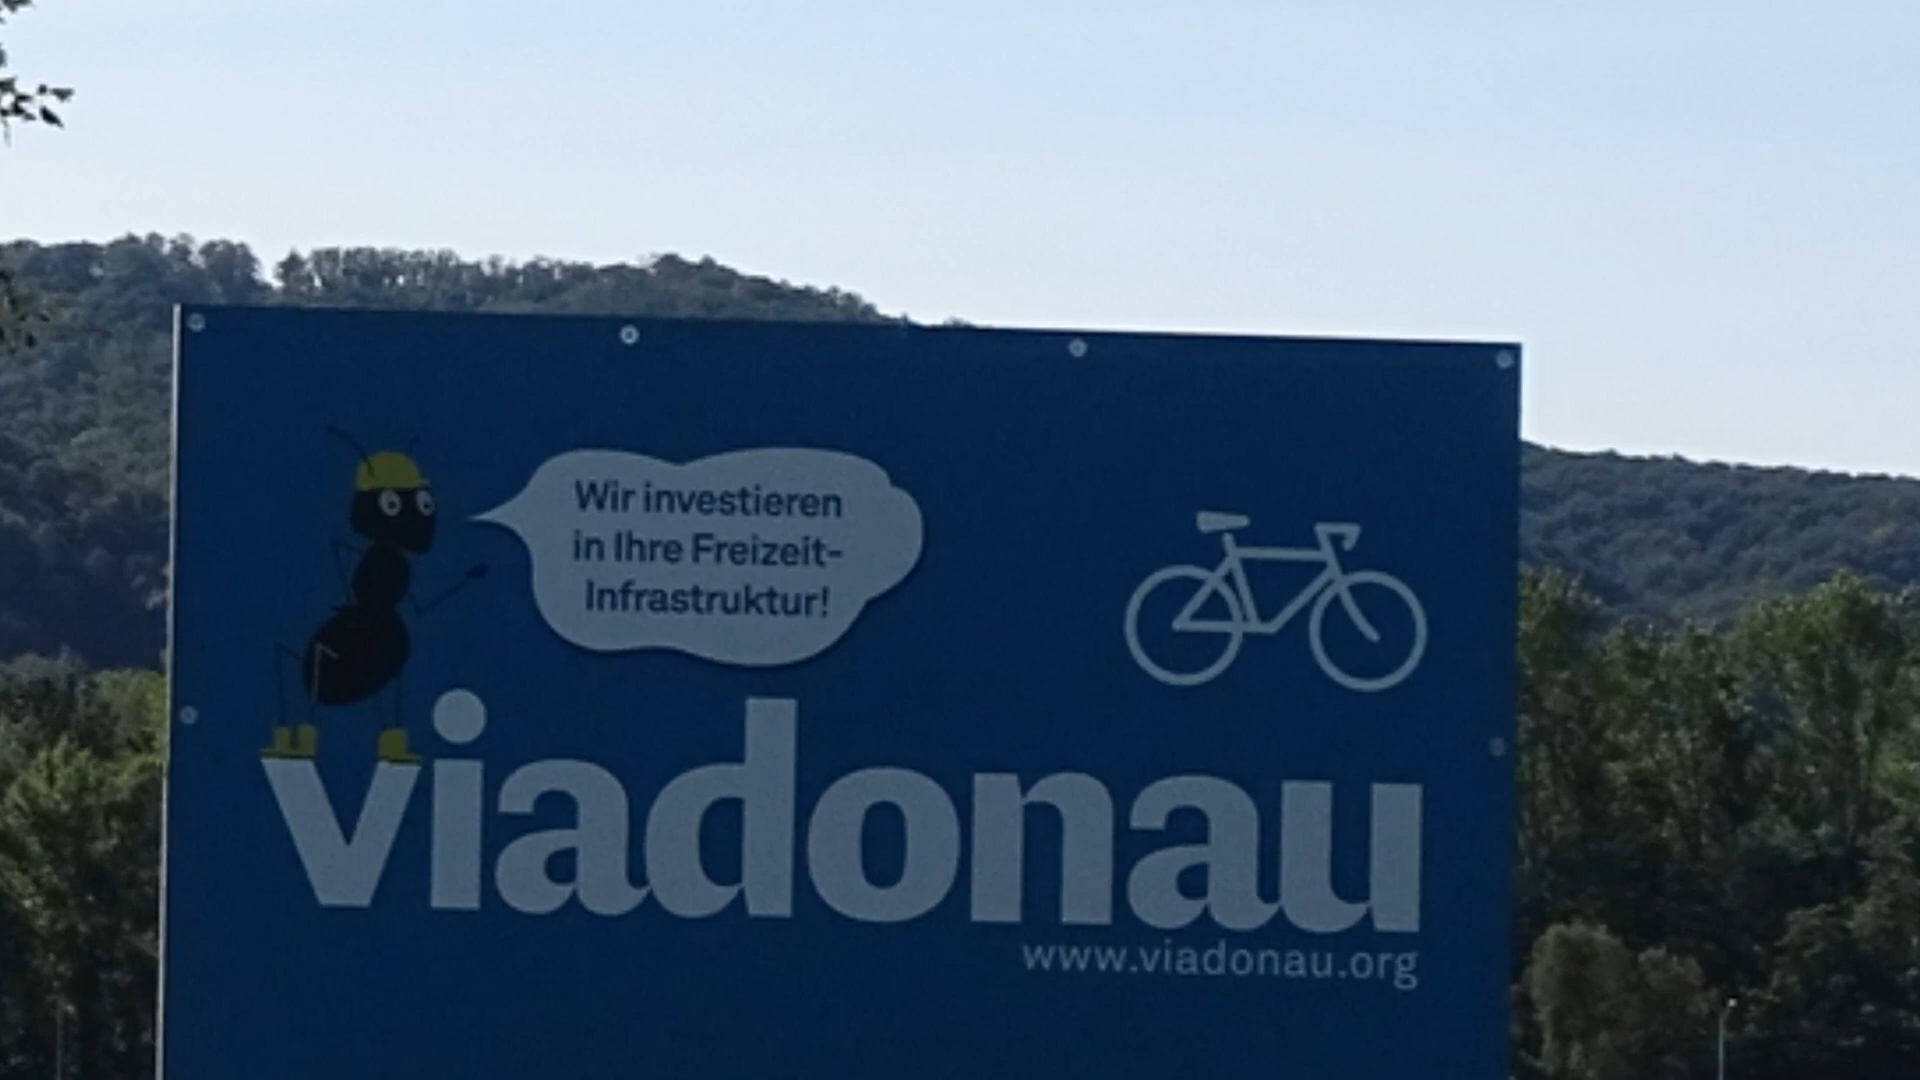 Wir investieren
in Ihre Freizeit-
Infrastruktur!
viadonau
www.viadonau.org